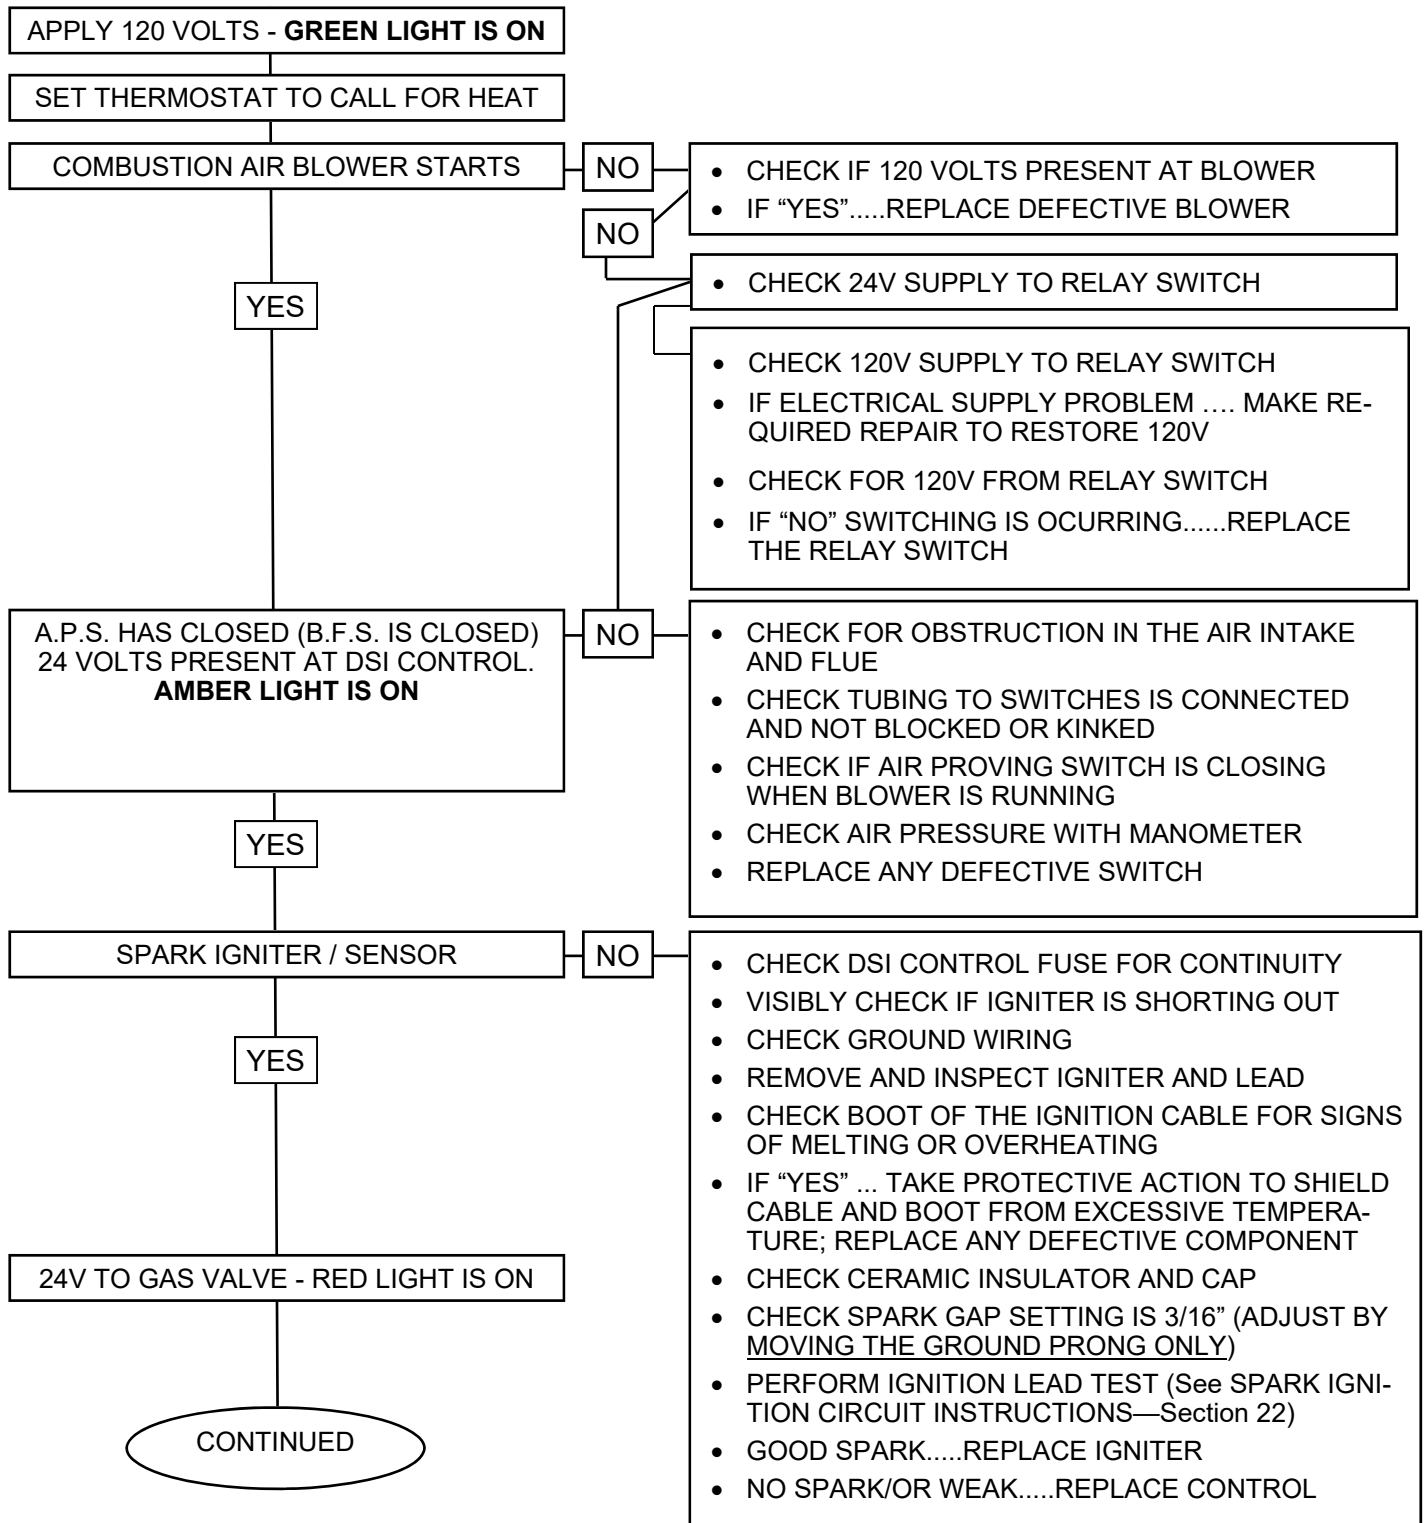 APPLY 120 VOLTS - GREEN LIGHT IS ON
SET THERMOSTAT TO CALL FOR HEAT
COMBUSTION AIR BLOWER STARTS
NO
• CHECK IF 120 VOLTS PRESENT AT BLOWER
• IF “YES”.....REPLACE DEFECTIVE BLOWER
NO
• CHECK 24V SUPPLY TO RELAY SWITCH
YES
• CHECK 120V SUPPLY TO RELAY SWITCH
• IF ELECTRICAL SUPPLY PROBLEM …. MAKE RE-
QUIRED REPAIR TO RESTORE 120V
• CHECK FOR 120V FROM RELAY SWITCH
• IF “NO” SWITCHING IS OCURRING......REPLACE
THE RELAY SWITCH
A.P.S. HAS CLOSED (B.F.S. IS CLOSED)
24 VOLTS PRESENT AT DSI CONTROL.
AMBER LIGHT IS ON
NO
• CHECK FOR OBSTRUCTION IN THE AIR INTAKE
AND FLUE
• CHECK TUBING TO SWITCHES IS CONNECTED
AND NOT BLOCKED OR KINKED
• CHECK IF AIR PROVING SWITCH IS CLOSING
WHEN BLOWER IS RUNNING
• CHECK AIR PRESSURE WITH MANOMETER
• REPLACE ANY DEFECTIVE SWITCH
YES
SPARK IGNITER / SENSOR
NO
• CHECK DSI CONTROL FUSE FOR CONTINUITY
• VISIBLY CHECK IF IGNITER IS SHORTING OUT
• CHECK GROUND WIRING
• REMOVE AND INSPECT IGNITER AND LEAD
• CHECK BOOT OF THE IGNITION CABLE FOR SIGNS
OF MELTING OR OVERHEATING
• IF “YES” ... TAKE PROTECTIVE ACTION TO SHIELD
CABLE AND BOOT FROM EXCESSIVE TEMPERA-
TURE; REPLACE ANY DEFECTIVE COMPONENT
• CHECK CERAMIC INSULATOR AND CAP
• CHECK SPARK GAP SETTING IS 3/16” (ADJUST BY
MOVING THE GROUND PRONG ONLY)
• PERFORM IGNITION LEAD TEST (See SPARK IGNI-
TION CIRCUIT INSTRUCTIONS—Section 22)
• GOOD SPARK.....REPLACE IGNITER
• NO SPARK/OR WEAK.....REPLACE CONTROL
YES
24V TO GAS VALVE - RED LIGHT IS ON
CONTINUED